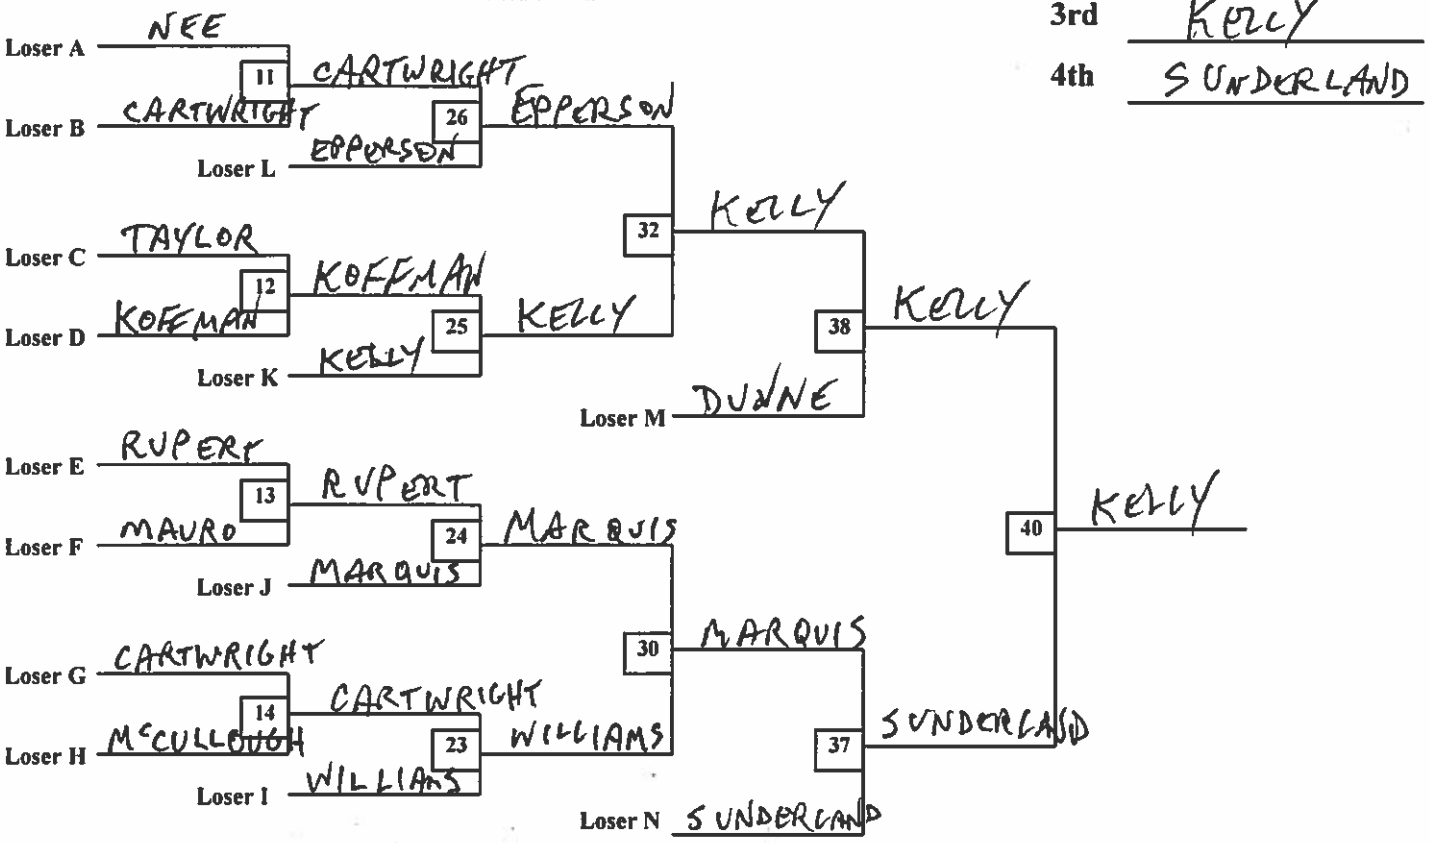 3rd KELLY
Loser A NEE
4th SUNDERLAND
11 CARTWRIGHT
Loser B CARTWRIGHT
26 EPPERSON
Loser L EPPERSON
KELLY
Loser C TAYLOR
32
12 KOFFMAN
KELLY
Loser D KOFFMAN
25 KELLY
38
Loser K KELLY
Loser M DUNNE
Loser E RUPERT
13 RUPERT
KELLY
Loser F MAURO
24 MARQUIS
40
Loser J MARQUIS
30 MARQUIS
Loser G CARTWRIGHT
14 CARTWRIGHT
SUNDERLAND
Loser H McCULLOUGH
23 WILLIAMS
37
Loser I WILLIAMS
Loser N SUNDERLAND